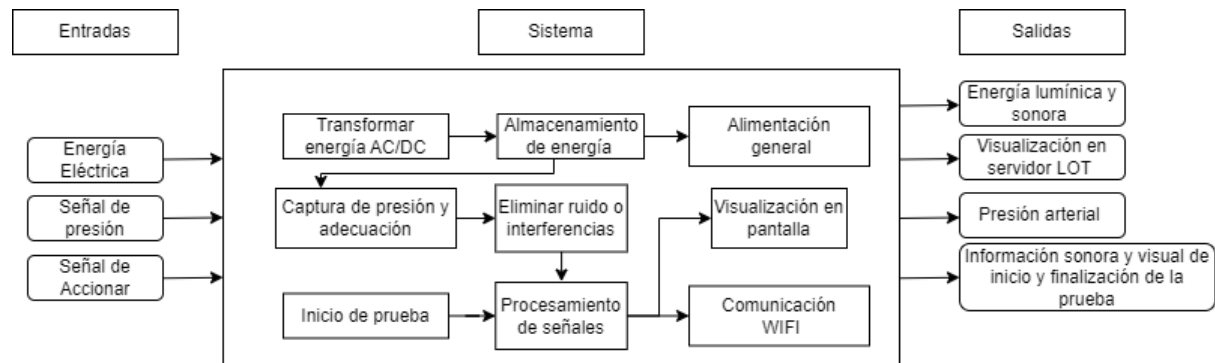 Entradas
Sistema
Salidas
Energía
Eléctrica
Señal de
presión
Señal de
Accionar
Transformar
energía AC/DC
Almacenamiento
de energía
Alimentación
general
Captura de presión y
adecuación
Eliminar ruido o
interferencias
Visualización en
pantalla
Inicio de prueba
Procesamiento
de señales
Comunicación
WIFI
Energía lumínica y
sonora
Visualización en
servidor LOT
Presión arterial
Información sonora y visual de
inicio y finalización de la
prueba